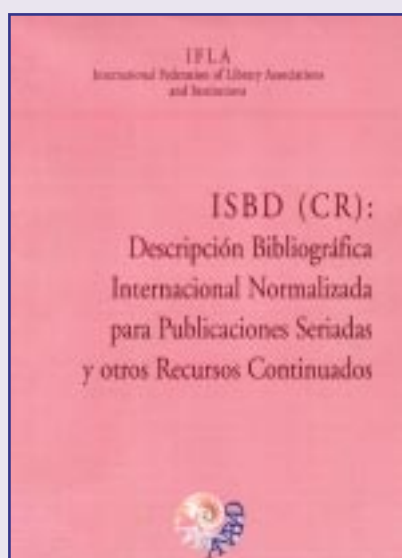 IFLA
International Federation of Library Associations
and Institutions
ISBD (CR):
Descripción Bibliográfica
Internacional Normalizada
para Publicaciones Seriadas
y otros Recursos Continuados
ANABAD